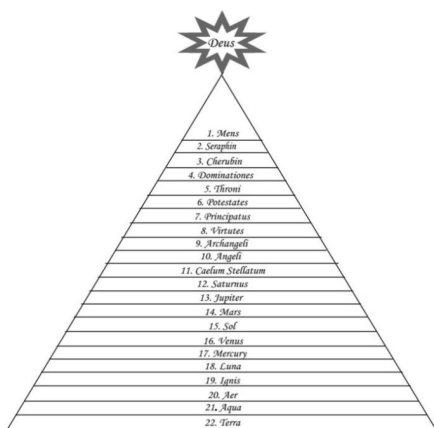 Deus
1. Mens
2. Seraphin
3. Cherubin
4. Dominationes
5. Throni
6. Potestates
7. Principatus
8. Virtutes
9. Archangeli
10. Angeli
11. Caelum Stellatum
12. Saturnus
13. Jupiter
14. Mars
15. Sol
16. Venus
17. Mercury
18. Luna
19. Ignis
20. Aer
21. Aqua
22. Terra